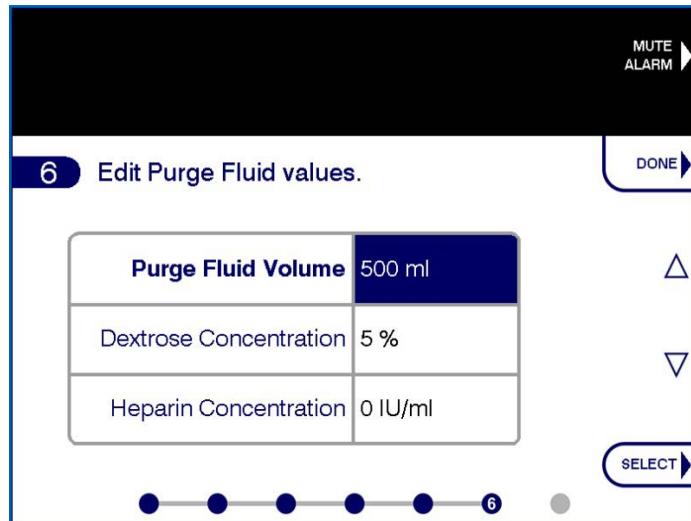 MUTE
ALARM
6 Edit Purge Fluid values.
DONE
Purge Fluid Volume 500 ml
Dextrose Concentration 5 %
Heparin Concentration 0 IU/ml
SELECT
6